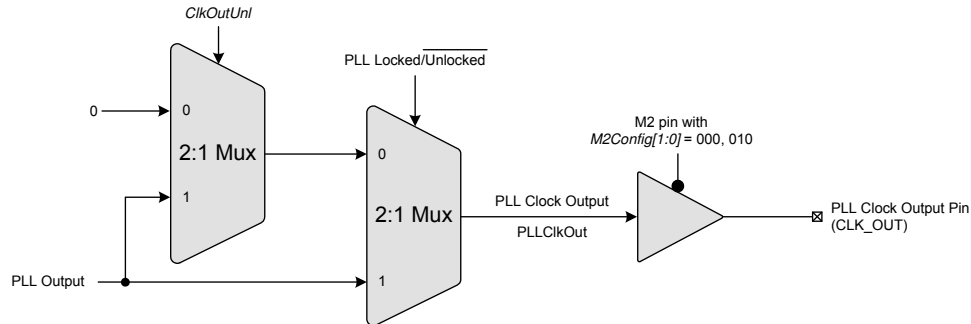 ClkOutUnl
PLL Locked/Unlocked
0
0
2:1 Mux
1
M2 pin with
M2Config[1:0] = 000, 010
0
2:1 Mux
1
PLL Clock Output
PLLClkOut
PLL Clock Output Pin
(CLK_OUT)
PLL Output